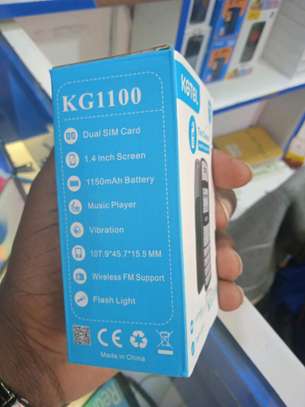 KG1100
Dual SIM Card
1.4 Inch Screen
1150mAh Battery
Music Player
Vibration
107.9*45.7*15.5 MM
Wireless FM Support
Flash Light
CE
Made in China
KGTEL